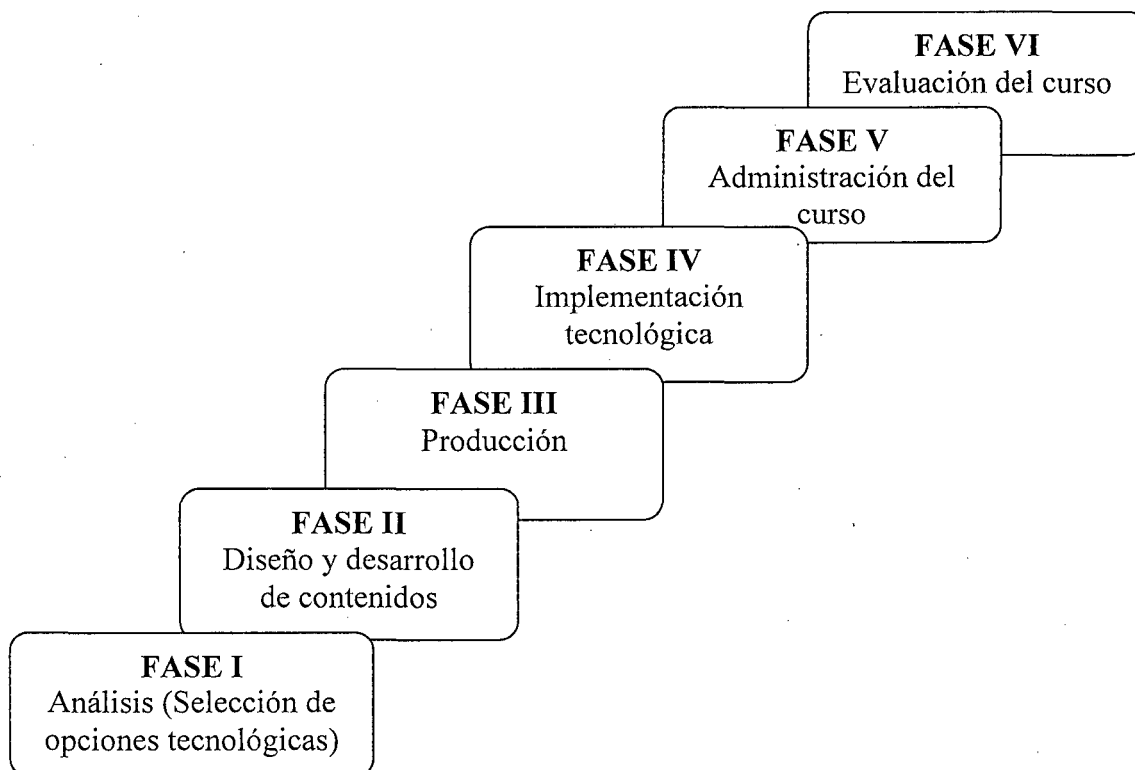 FASE VI
Evaluación del curso
FASE V
Administración del
curso
FASE IV
Implementación
tecnológica
FASE III
Producción
FASE II
Diseño y desarrollo
de contenidos
FASE I
Análisis (Selección de
opciones tecnológicas)